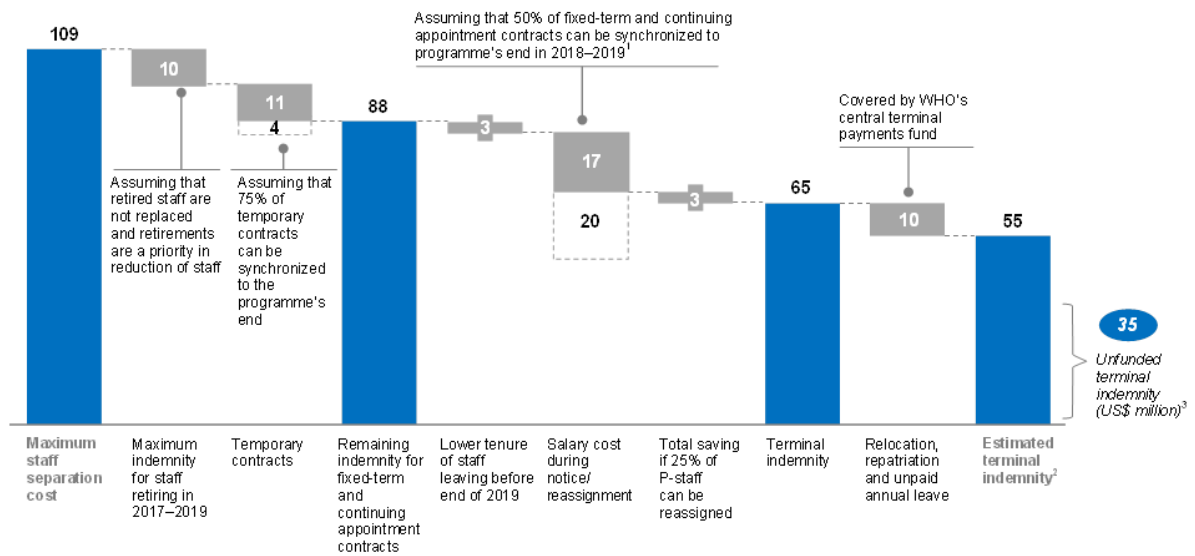 109
10
11
4
88
3
17
20
3
65
10
55
Assuming that 50% of fixed-term and continuing
appointment contracts can be synchronized to
programme's end in 2018–2019¹
Covered by WHO's
central terminal
payments fund
Assuming that
retired staff are
not replaced
and retirements
are a priority in
reduction of staff
Assuming that
75% of
temporary
contracts
can be
synchronized
to the
programme's
end
35
Unfunded
terminal
indemnity
(US$ million)³
Maximum
staff
separation
cost
Maximum
indemnity
for staff
retiring in
2017–2019
Temporary
contracts
Remaining
indemnity for
fixed-term
and
continuing
appointment
contracts
Lower tenure
of staff
leaving before
end of 2019
Salary cost
during
notice/
reassignment
Total saving
if 25% of
P-staff
can be
reassigned
Terminal
indemnity
Relocation,
repatriation
and unpaid
annual leave
Estimated
terminal
indemnity²